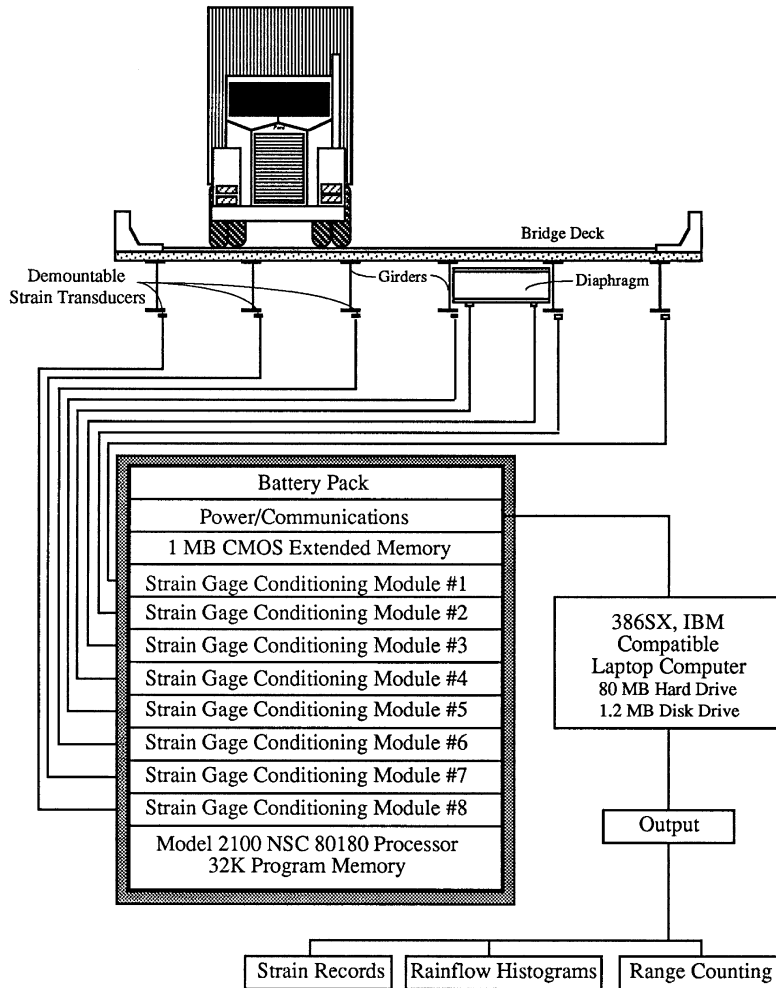 Ford
Bridge Deck
Demountable
Strain Transducers
Girders
Diaphragm
Battery Pack
Power/Communications
1 MB CMOS Extended Memory
Strain Gage Conditioning Module #1
Strain Gage Conditioning Module #2
Strain Gage Conditioning Module #3
Strain Gage Conditioning Module #4
Strain Gage Conditioning Module #5
Strain Gage Conditioning Module #6
Strain Gage Conditioning Module #7
Strain Gage Conditioning Module #8
Model 2100 NSC 80180 Processor
32K Program Memory
386SX, IBM
Compatible
Laptop Computer
80 MB Hard Drive
1.2 MB Disk Drive
Output
Strain Records
Rainflow Histograms
Range Counting